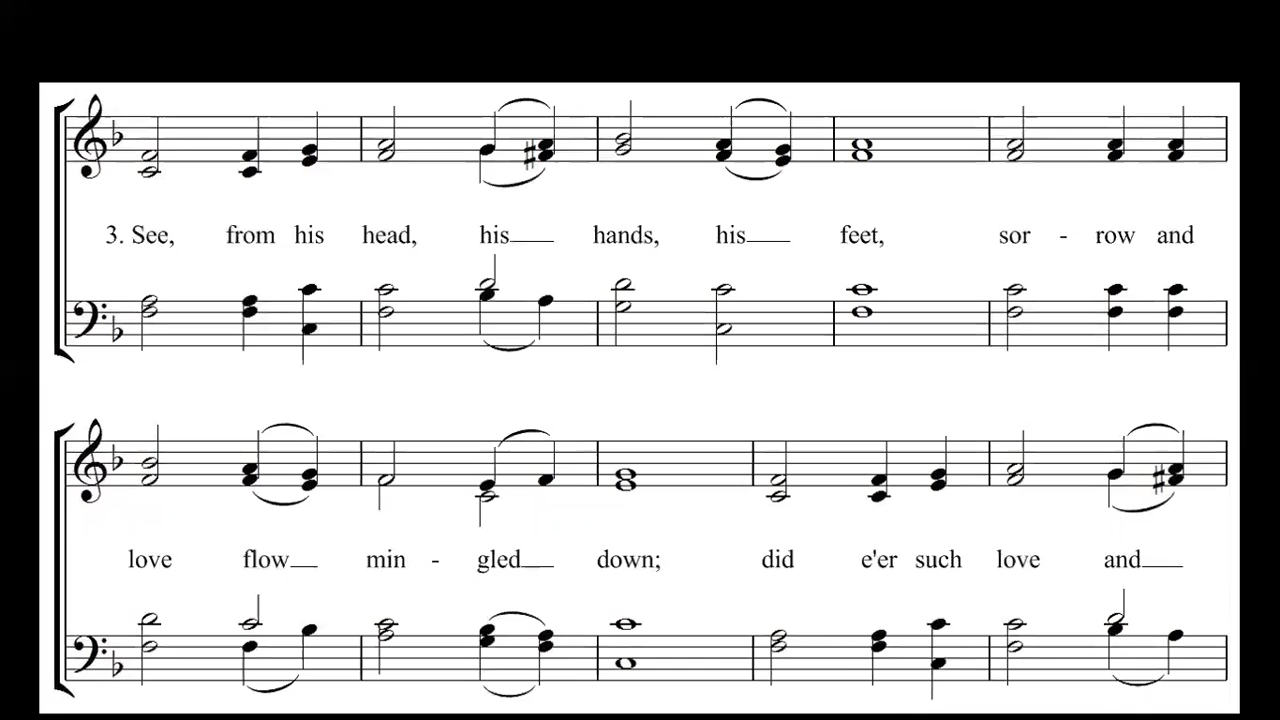 3. See, from his head, his hands, his feet, sor - row and
love flow min - gled down; did e'er such love and